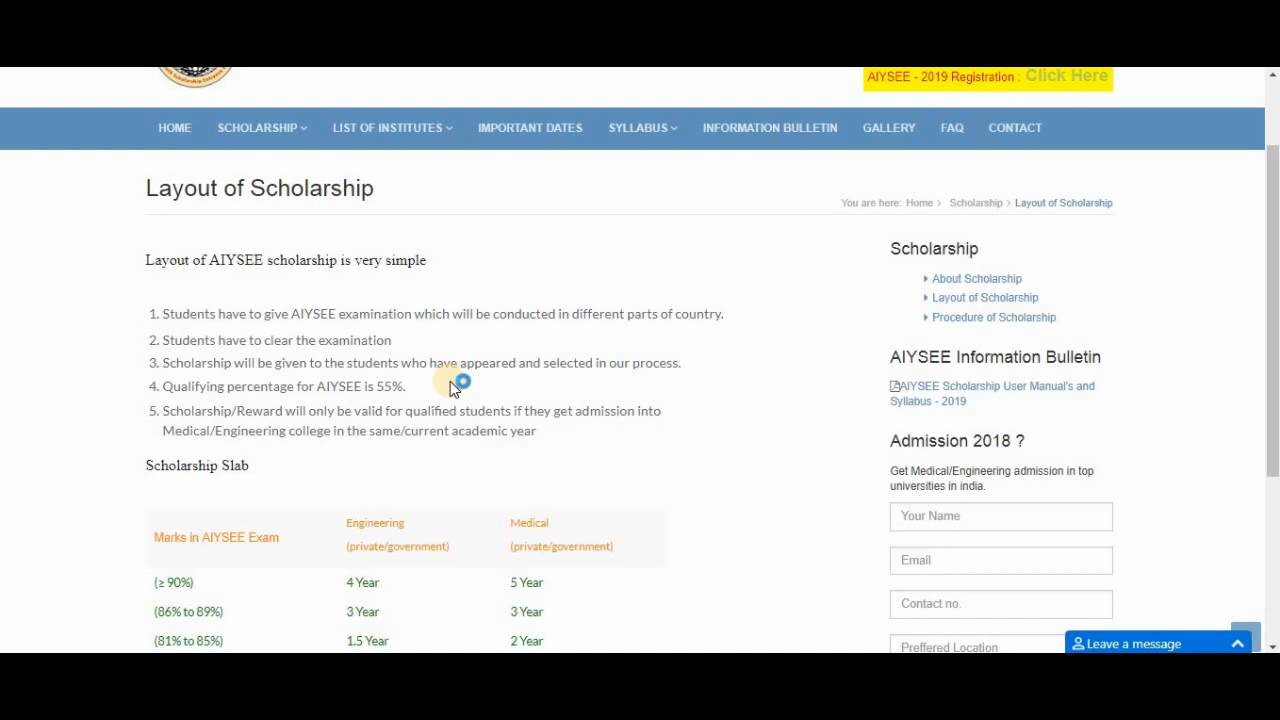 AIYSEE - 2019 Registration : Click Here
HOME SCHOLARSHIP LIST OF INSTITUTES IMPORTANT DATES SYLLABUS INFORMATION BULLETIN GALLERY FAQ CONTACT
Layout of Scholarship
You are here: Home > Scholarship > Layout of Scholarship
Layout of AIYSEE scholarship is very simple
1. Students have to give AIYSEE examination which will be conducted in different parts of country.
2. Students have to clear the examination
3. Scholarship will be given to the students who have appeared and selected in our process.
4. Qualifying percentage for AIYSEE is 55%.
5. Scholarship/Reward will only be valid for qualified students if they get admission into
Medical/Engineering college in the same/current academic year
Scholarship Slab
Marks in AIYSEE Exam
Engineering
(private/government)
Medical
(private/government)
(≥ 90%) 4 Year 5 Year
(86% to 89%) 3 Year 3 Year
(81% to 85%) 1.5 Year 2 Year
Scholarship
About Scholarship
Layout of Scholarship
Procedure of Scholarship
AIYSEE Information Bulletin
AIYSEE Scholarship User Manual's and
Syllabus - 2019
Admission 2018 ?
Get Medical/Engineering admission in top
universities in india.
Your Name
Email
Contact no.
Preffered Location
Leave a message